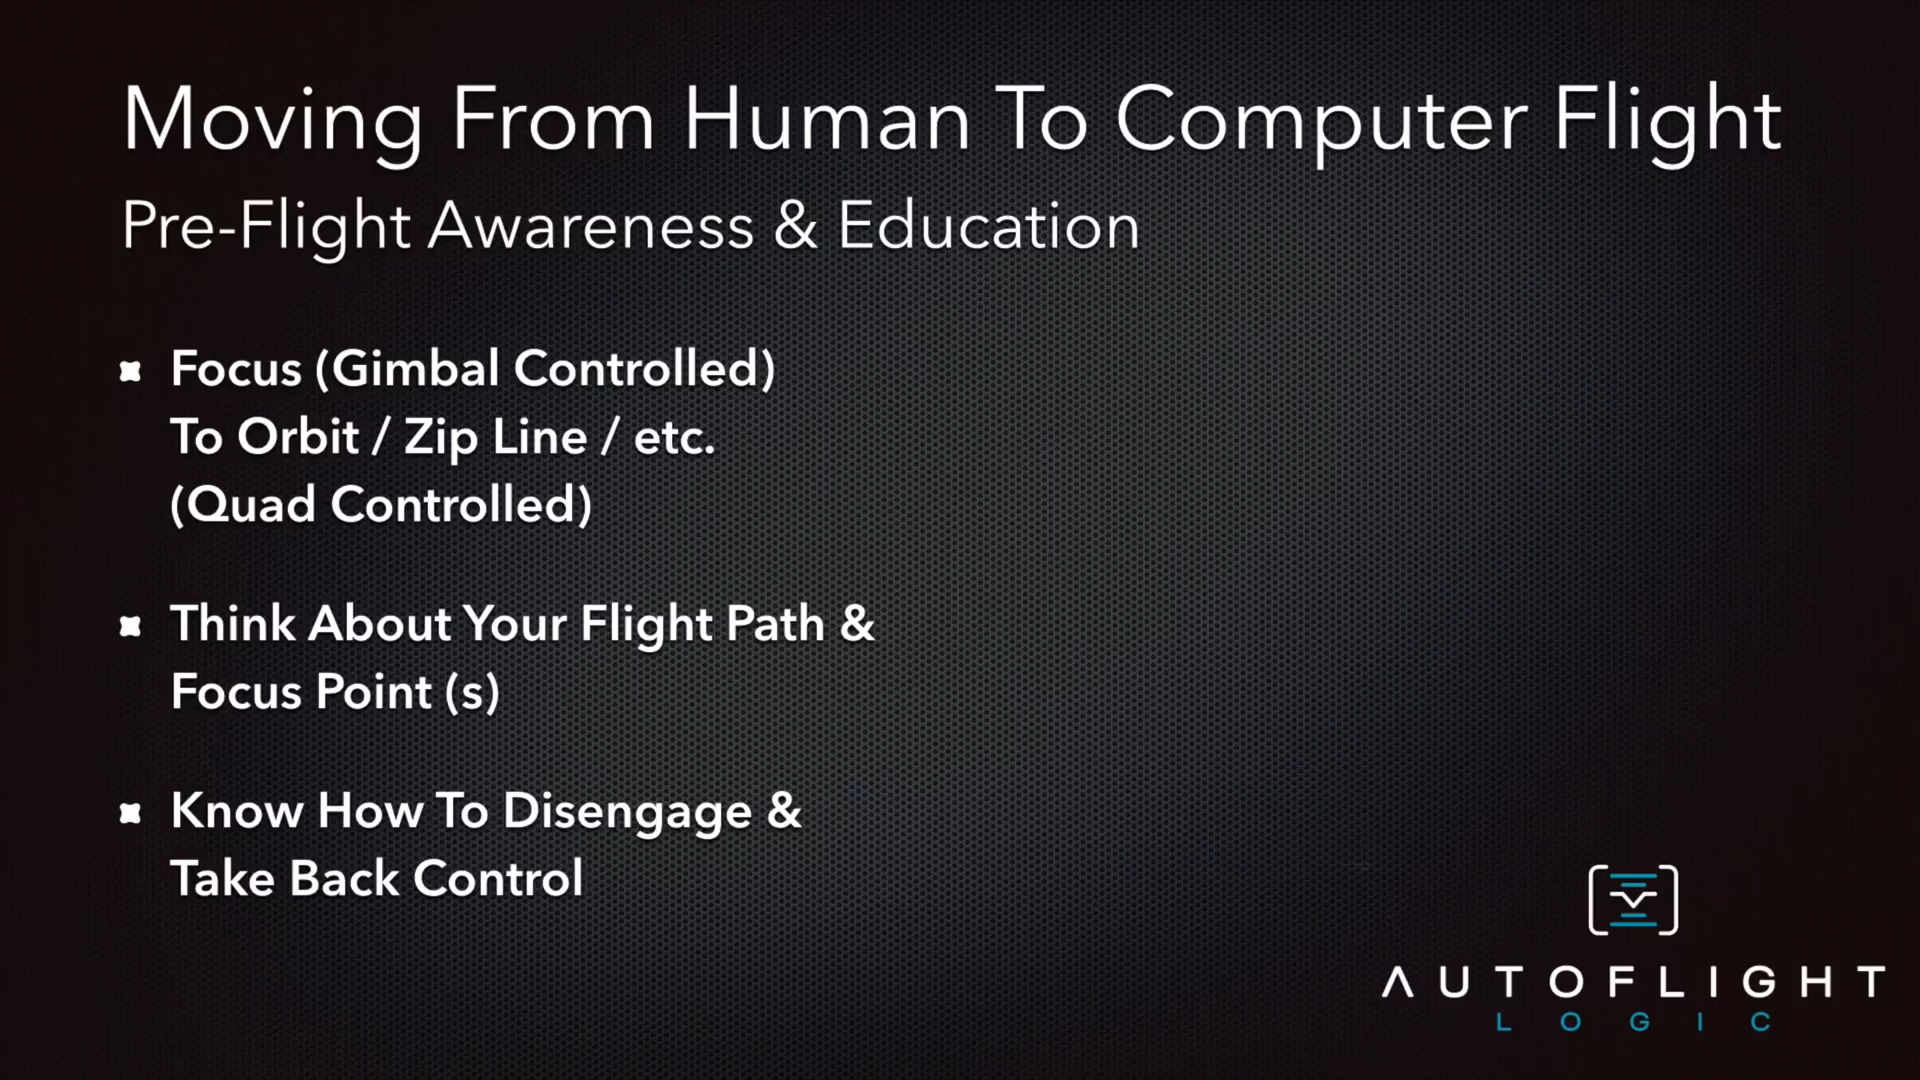 Moving From Human To Computer Flight
Pre-Flight Awareness & Education
Focus (Gimbal Controlled)
To Orbit / Zip Line / etc.
(Quad Controlled)
Think About Your Flight Path &
Focus Point (s)
Know How To Disengage &
Take Back Control
AUTOFLIGHT
LOGIC